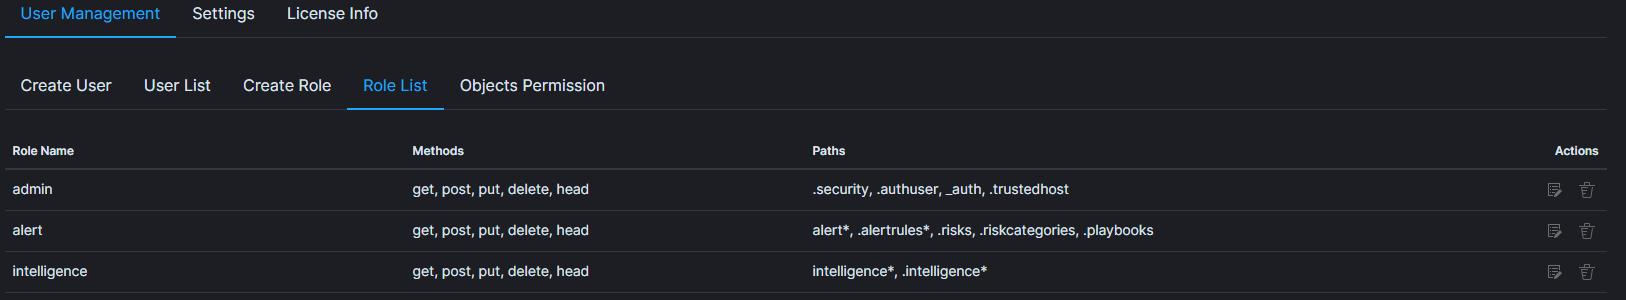 User Management Settings License Info
Create User User List Create Role Role List Objects Permission
Role Name Methods Paths Actions
admin get, post, put, delete, head .security, .authuser, _auth, .trustedhost
alert get, post, put, delete, head alert*, .alertrules*, .risks, .riskcategories, .playbooks
intelligence get, post, put, delete, head intelligence*, .intelligence*